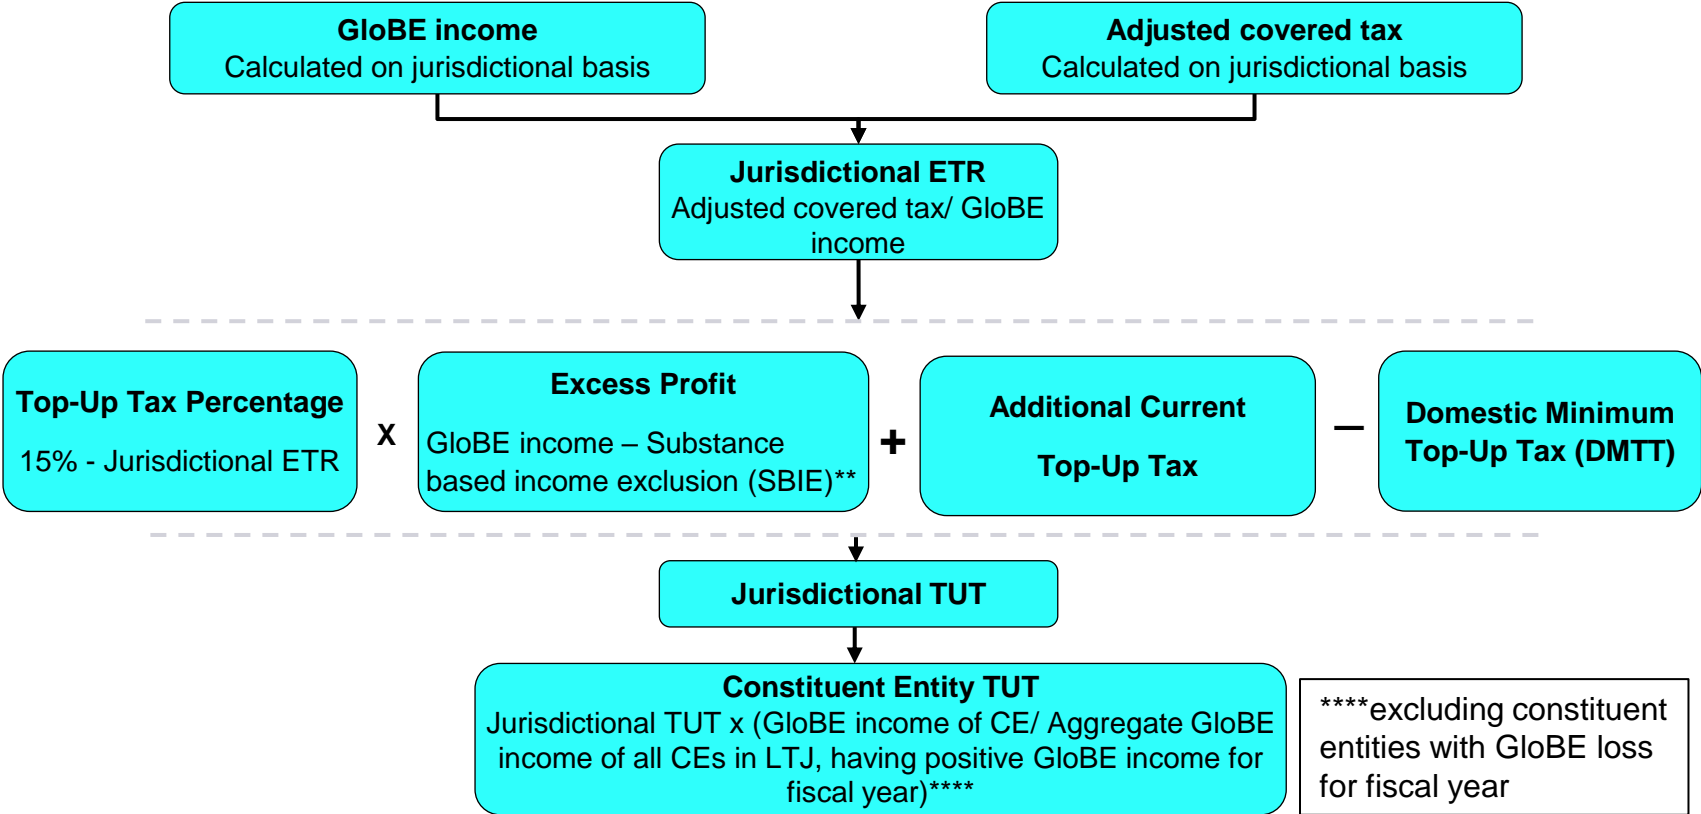 GloBE income
Calculated on jurisdictional basis
Adjusted covered tax
Calculated on jurisdictional basis
Jurisdictional ETR
Adjusted covered tax/ GloBE
income
Top-Up Tax Percentage
15% - Jurisdictional ETR
X
Excess Profit
GloBE income – Substance
based income exclusion (SBIE)**
+
Additional Current
Top-Up Tax
–
Domestic Minimum
Top-Up Tax (DMTT)
Jurisdictional TUT
Constituent Entity TUT
Jurisdictional TUT x (GloBE income of CE/ Aggregate GloBE
income of all CEs in LTJ, having positive GloBE income for
fiscal year)****
****excluding constituent
entities with GloBE loss
for fiscal year